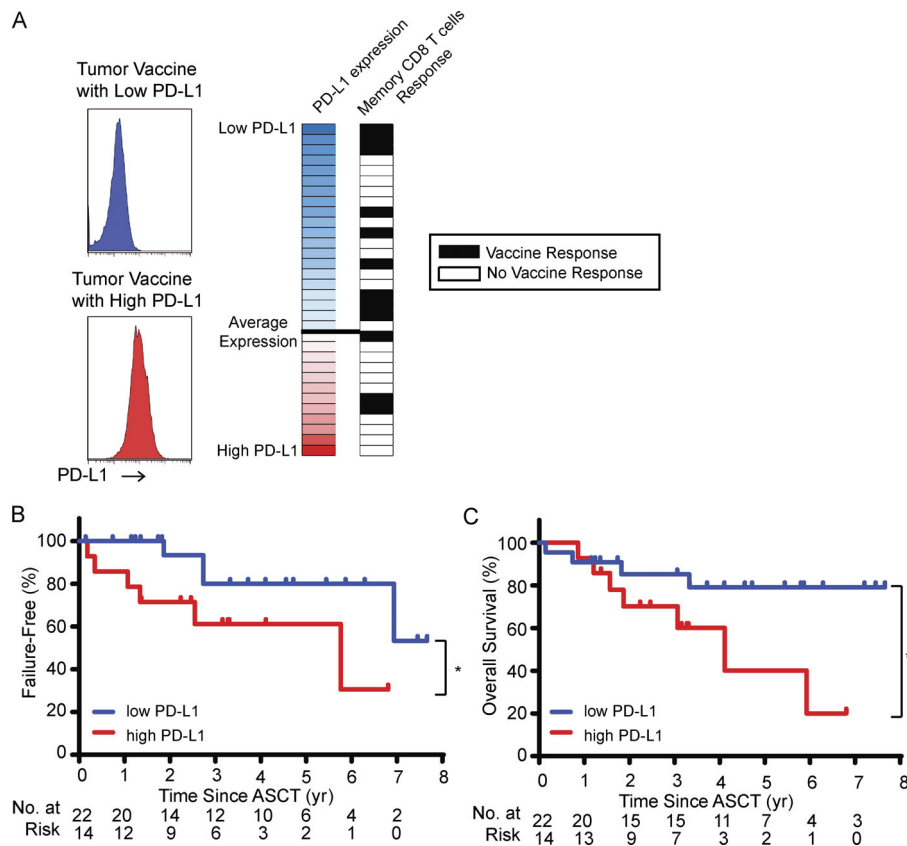 A
Tumor Vaccine
with Low PD-L1
Tumor Vaccine
with High PD-L1
PD-L1 →
PD-L1 expression
Memory CD8 T cells
Response
Low PD-L1
Average
Expression
High PD-L1
Vaccine Response
No Vaccine Response
B
Failure-Free (%)
100
80
60
40
20
0
low PD-L1
high PD-L1
*
0 1 2 3 4 5 6 7 8
Time Since ASCT (yr)
No. at
Risk
22 20 14 12 10 6 4 2
14 12 9 6 3 2 1 0
C
Overall Survival (%)
100
80
60
40
20
0
low PD-L1
high PD-L1
0 1 2 3 4 5 6 7 8
Time Since ASCT (yr)
No. at
Risk
22 20 15 15 11 7 4 3
14 13 9 7 3 2 1 0